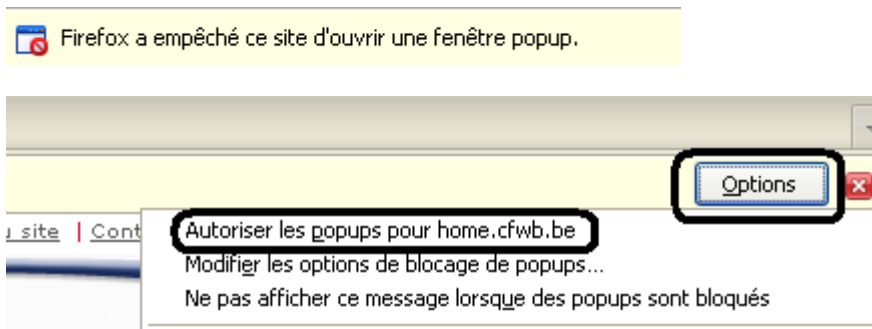 Firefox a empêché ce site d'ouvrir une fenêtre popup.
Options
u site | Cont
Autoriser les popups pour home.cfwb.be
Modifier les options de blocage de popups...
Ne pas afficher ce message lorsque des popups sont bloqués